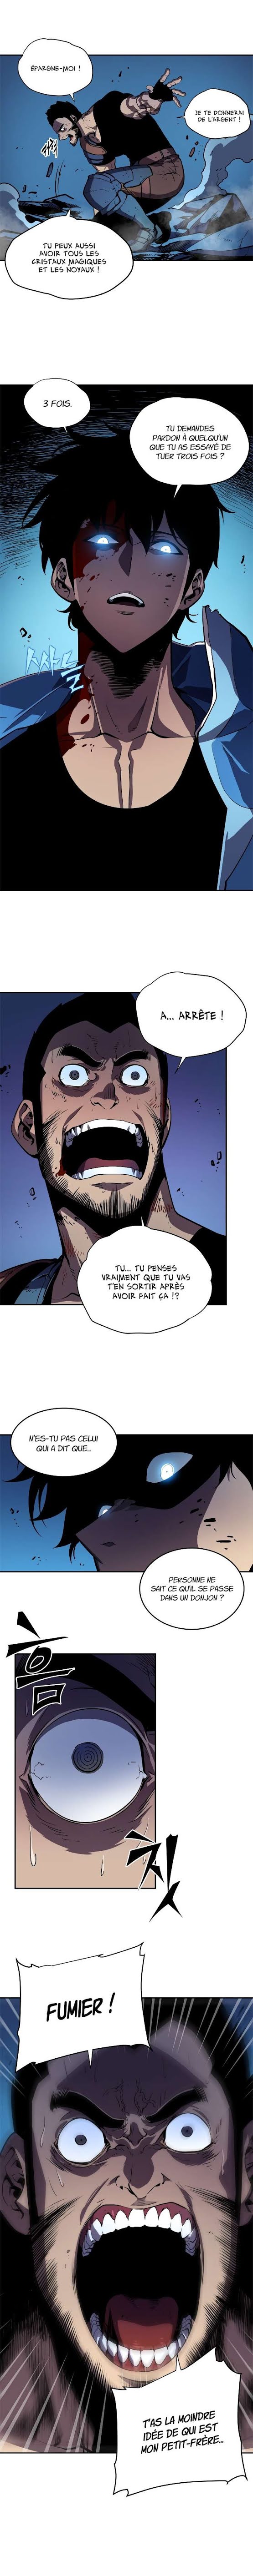 ÉPARGNE-MOI !
JE TE DONNERAI
DE L'ARGENT !
TU PEUX AUSSI
AVOIR TOUS LES
CRISTAUX MAGIQUES
ET LES NOYAUX !
3 FOIS.
TU DEMANDES
PARDON À QUELQU'UN
QUE TU AS ESSAYÉ DE
TUER TROIS FOIS ?
A... ARRÊTE !
TU... TU PENSES
VRAIMENT QUE TU VAS
T'EN SORTIR APRÈS
AVOIR FAIT ÇA !?
N'ES-TU PAS CELUI
QUI A DIT QUE...
PERSONNE NE
SAIT CE QU'IL SE PASSE
DANS UN DONJON ?
FUMIER !
T'AS LA MOINDRE
IDÉE DE QUI EST
MON PETIT-FRÈRE...